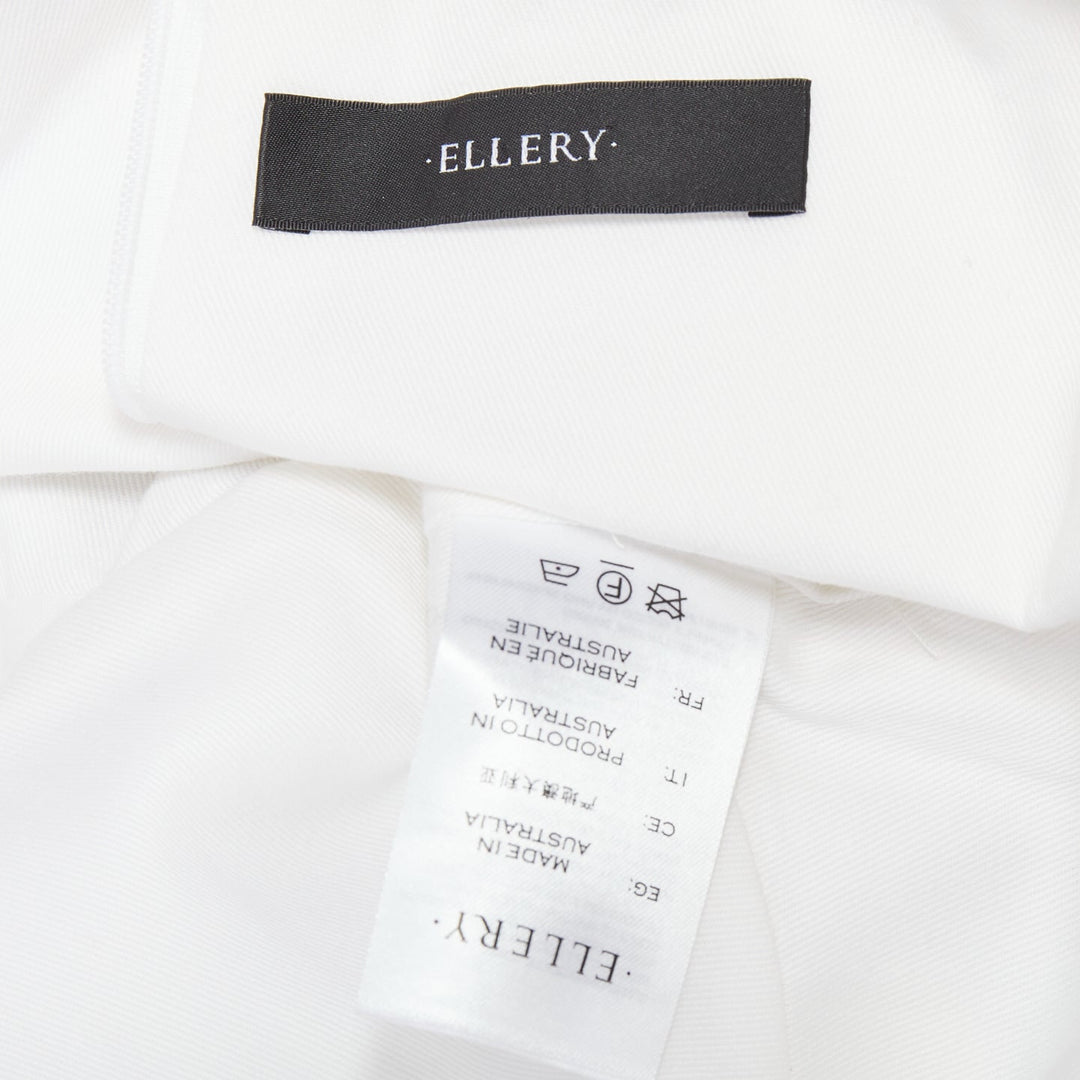 ·ELLERY·
·ELLERY·
EG: MADE IN
AUSTRALIA
CE: 产地澳大利亚
IT: PRODOTTO IN
AUSTRALIA
FR: FABRIQUÉ EN
AUSTRALIE
F